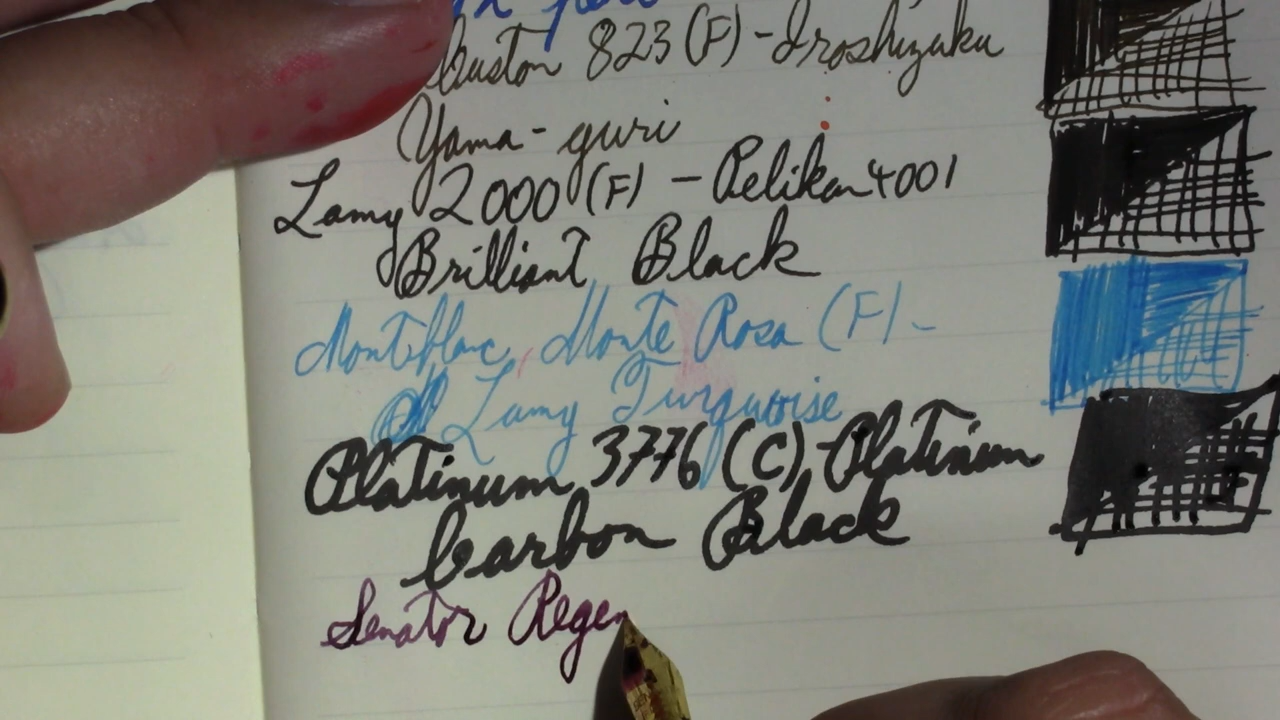 823 (F) - Iroshizuku
Yama-guri
Lamy 2000 (F) - Pelikan 4001
Brilliant Black
Montblanc Monte Rosa (F) -
Lamy Turquoise
Platinum 3776 (C) - Platinum
Carbon Black
Senator Regen